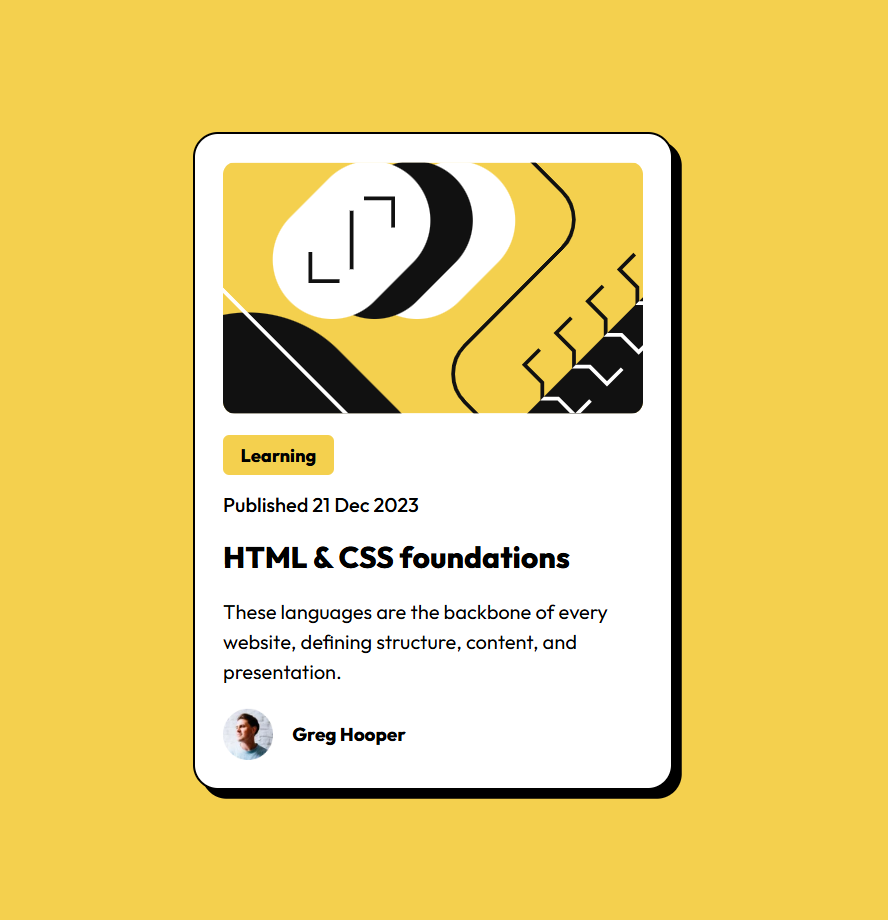 Learning
Published 21 Dec 2023
HTML & CSS foundations
These languages are the backbone of every
website, defining structure, content, and
presentation.
Greg Hooper